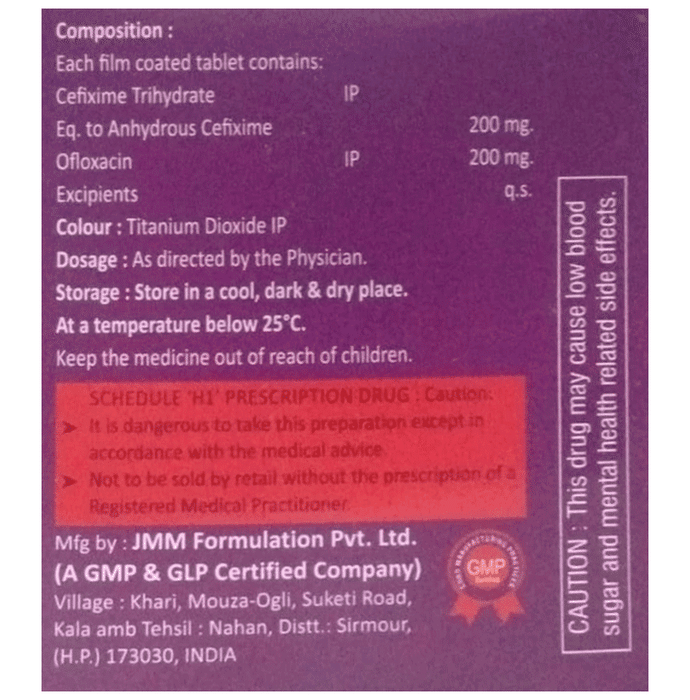 Composition :
Each film coated tablet contains:
Cefixime Trihydrate IP
Eq. to Anhydrous Cefixime 200 mg.
Ofloxacin IP 200 mg.
Excipients q.s.
Colour : Titanium Dioxide IP
Dosage : As directed by the Physician.
Storage : Store in a cool, dark & dry place.
At a temperature below 25°C.
Keep the medicine out of reach of children.
SCHEDULE 'H1' PRESCRIPTION DRUG : Caution:
➤ It is dangerous to take this preparation except in
accordance with the medical advice
➤ Not to be sold by retail without the prescription of a
Registered Medical Practitioner.
Mfg by : JMM Formulation Pvt. Ltd.
(A GMP & GLP Certified Company)
Village : Khari, Mouza-Ogli, Suketi Road,
Kala amb Tehsil : Nahan, Distt.: Sirmour,
(H.P.) 173030, INDIA
GOOD MANUFACTURING PRACTICES
GMP
Certified
CAUTION : This drug may cause low blood
sugar and mental health related side effects.